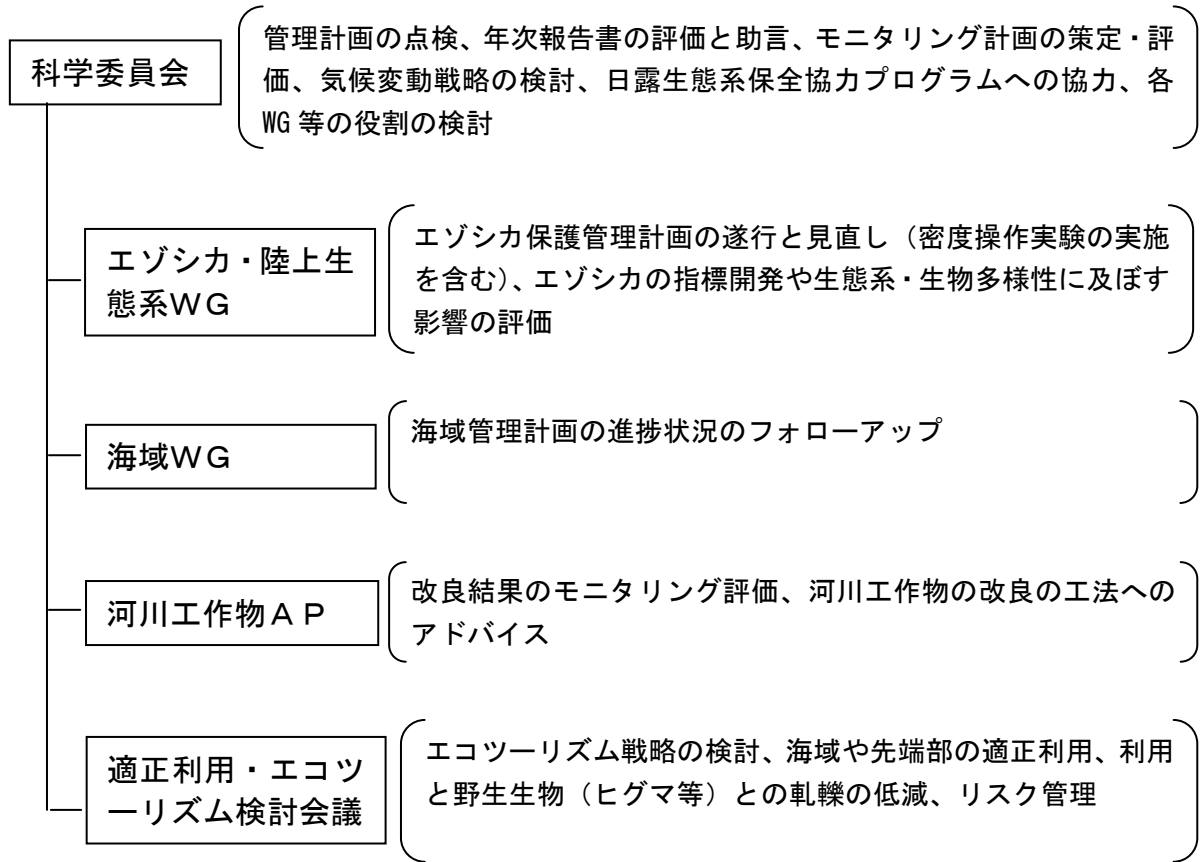 科学委員会
管理計画の点検、年次報告書の評価と助言、モニタリング計画の策定・評
価、気候変動戦略の検討、日露生態系保全協力プログラムへの協力、各
WG 等の役割の検討
エゾシカ・陸上生
態系ＷＧ
エゾシカ保護管理計画の遂行と見直し（密度操作実験の実施
を含む）、エゾシカの指標開発や生態系・生物多様性に及ぼす
影響の評価
海域ＷＧ
海域管理計画の進捗状況のフォローアップ
河川工作物ＡＰ
改良結果のモニタリング評価、河川工作物の改良の工法への
アドバイス
適正利用・エコツ
ーリズム検討会議
エコツーリズム戦略の検討、海域や先端部の適正利用、利用
と野生生物（ヒグマ等）との軋轢の低減、リスク管理